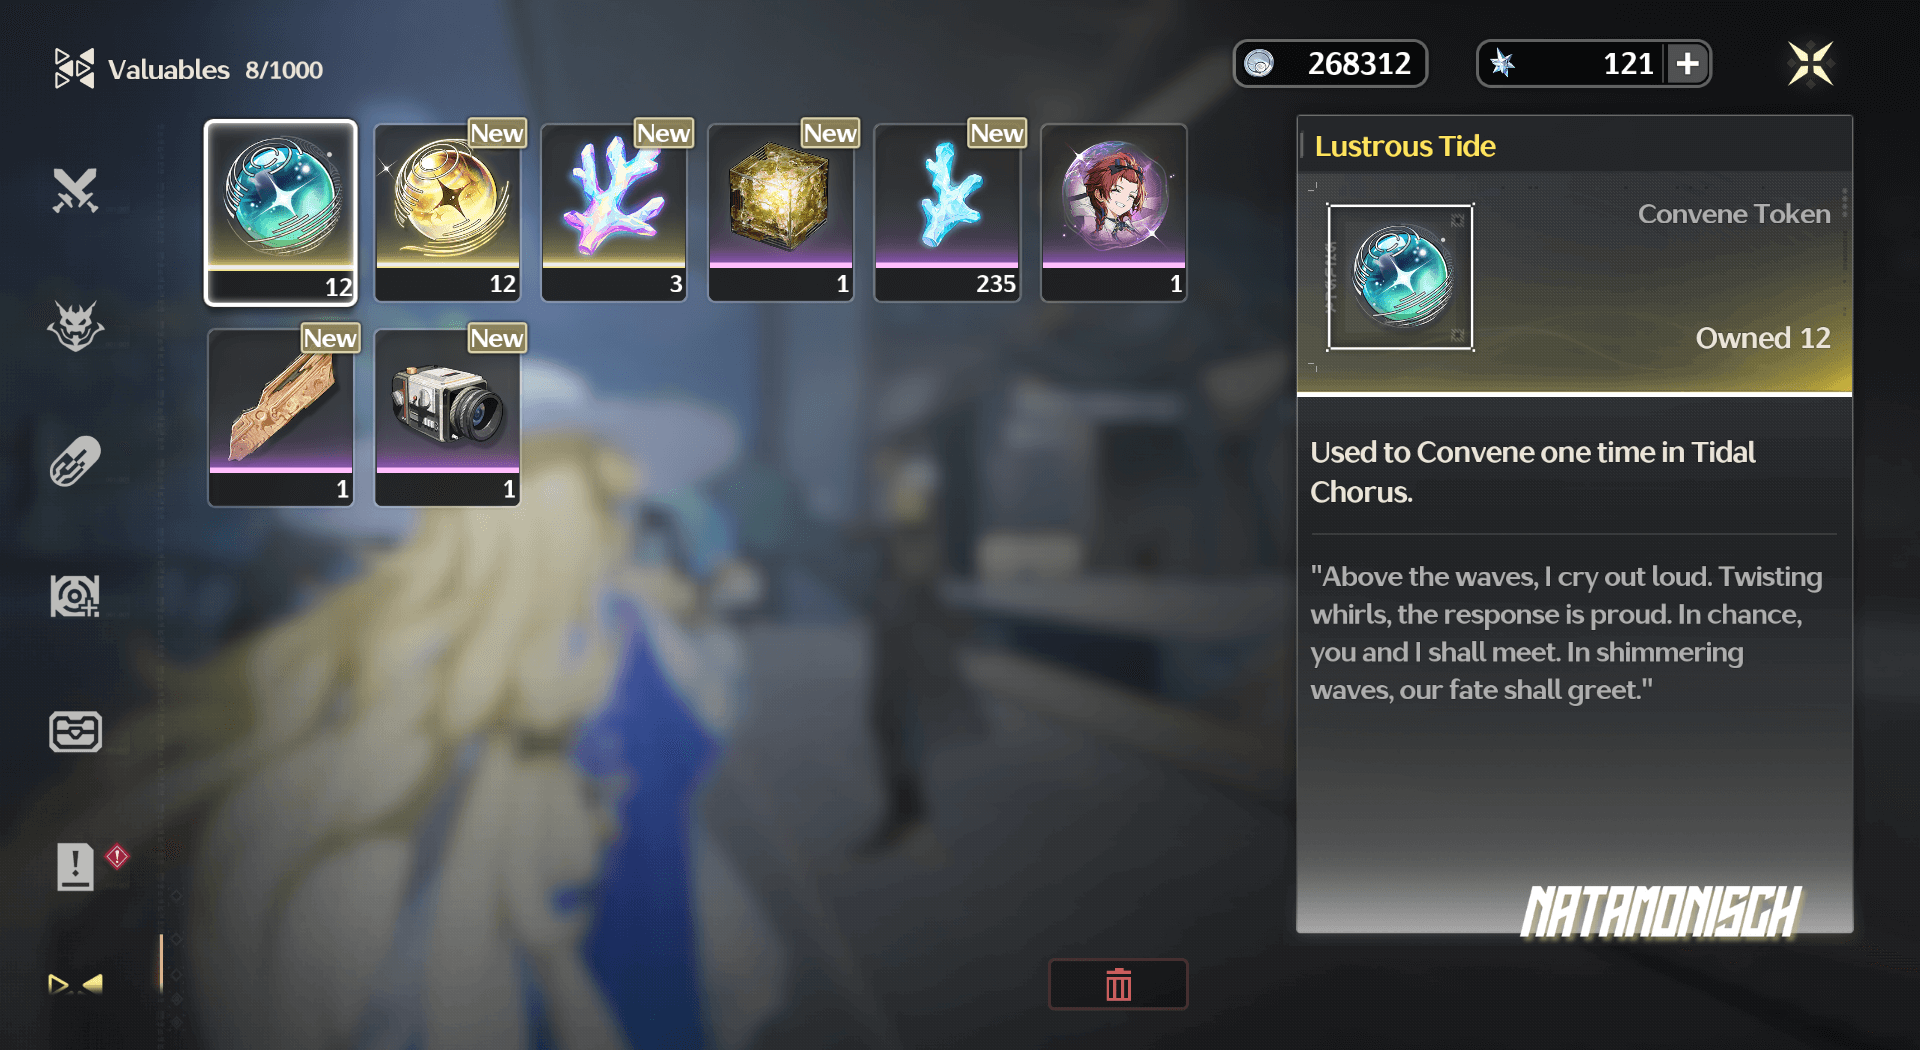 Valuables 8/1000
268312
121
12
New
12
New
3
New
1
New
235
1
New
1
New
1
Lustrous Tide
Convene Token
Owned 12
Used to Convene one time in Tidal
Chorus.
"Above the waves, I cry out loud. Twisting
whirls, the response is proud. In chance,
you and I shall meet. In shimmering
waves, our fate shall greet."
NATAMONISCH